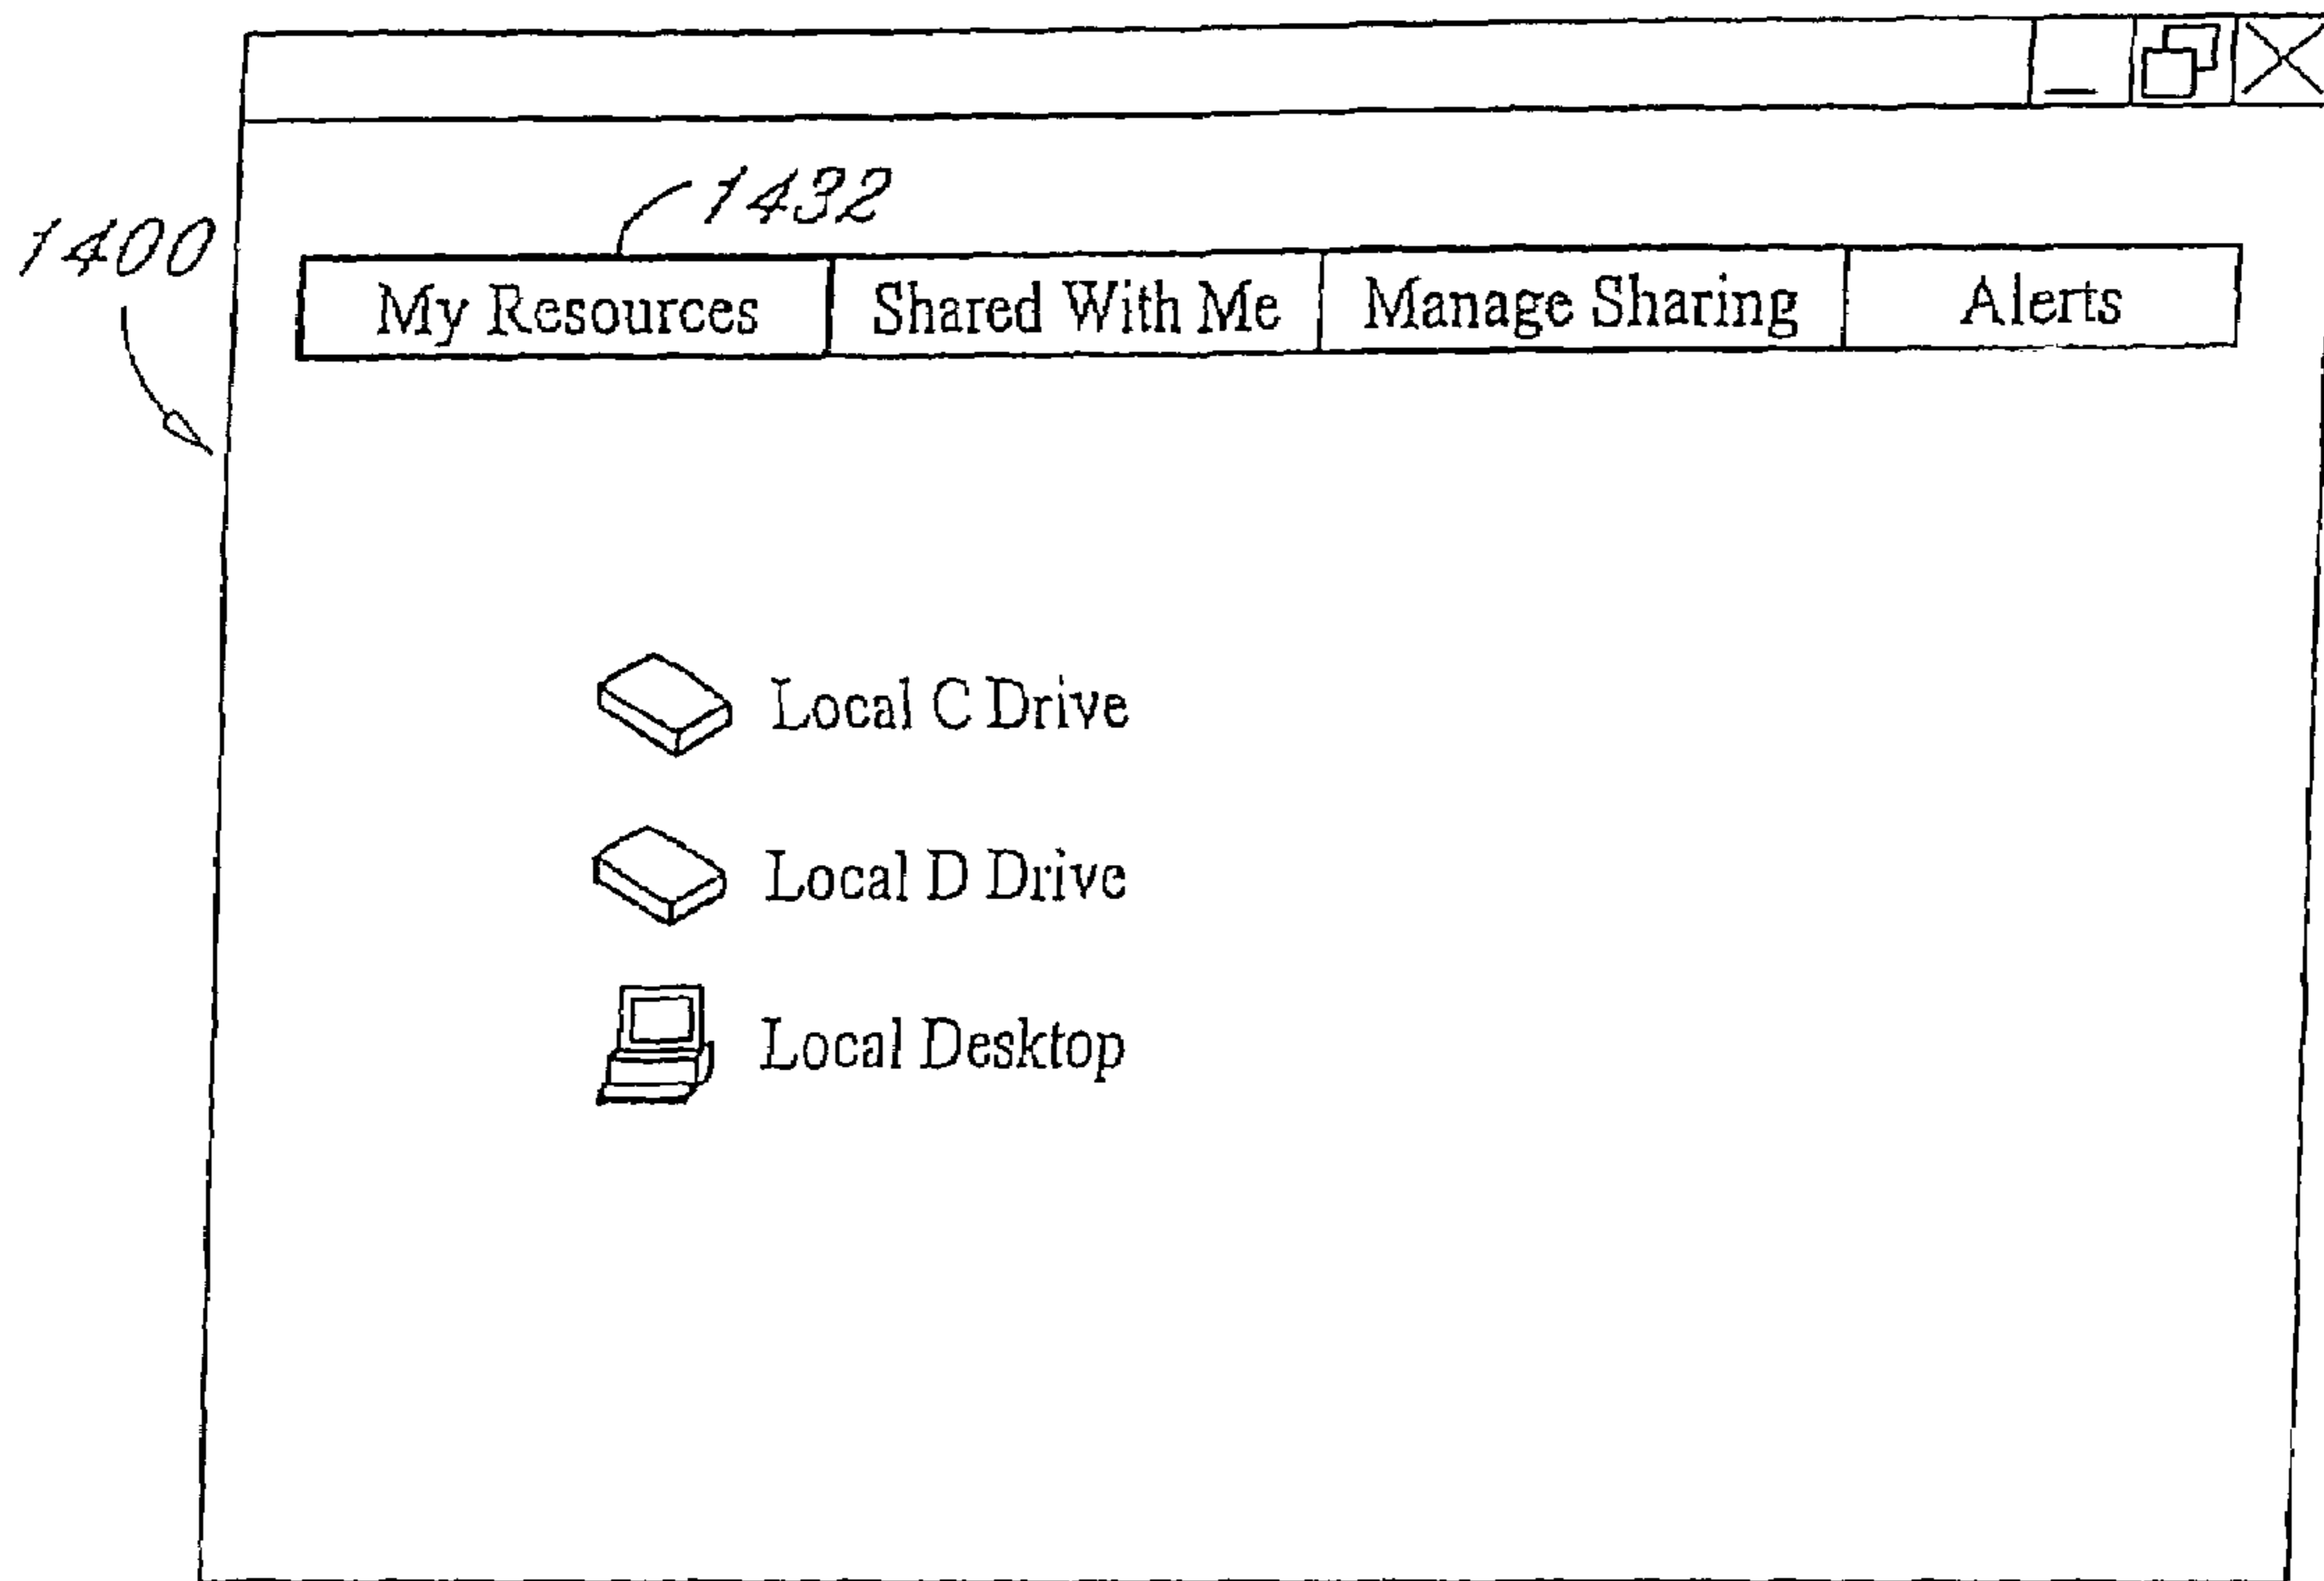 1432
1400
My Resources Shared With Me Manage Sharing Alerts
Local C Drive
Local D Drive
Local Desktop